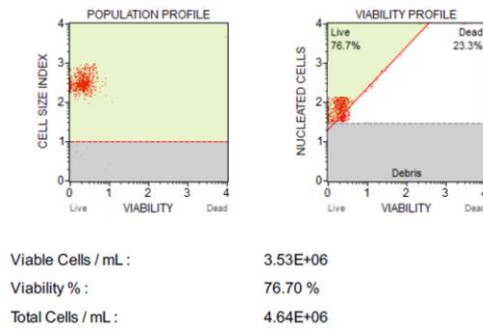 POPULATION PROFILE
4
3
2
1
0
CELL SIZE INDEX
0 1 2 3 4
Live VIABILITY Dead
VIABILITY PROFILE
4
3
2
1
0
NUCLEATED CELLS
Live
76.7%
Dead
23.3%
Debris
0 1 2 3 4
Live VIABILITY Dead
Viable Cells / mL : 3.53E+06
Viability % : 76.70 %
Total Cells / mL : 4.64E+06